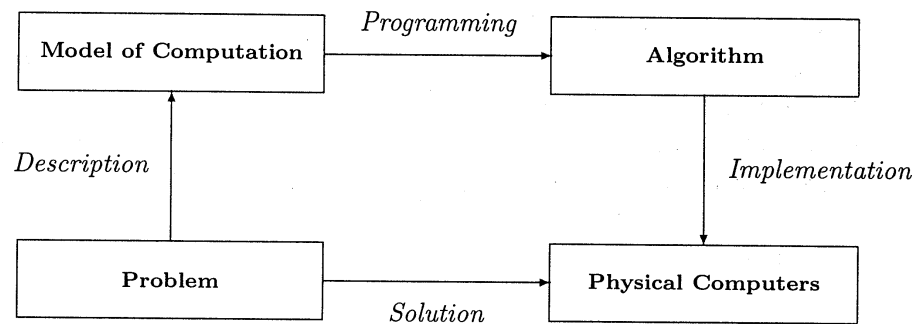 Programming
Model of Computation
Algorithm
Description
Implementation
Problem
Physical Computers
Solution